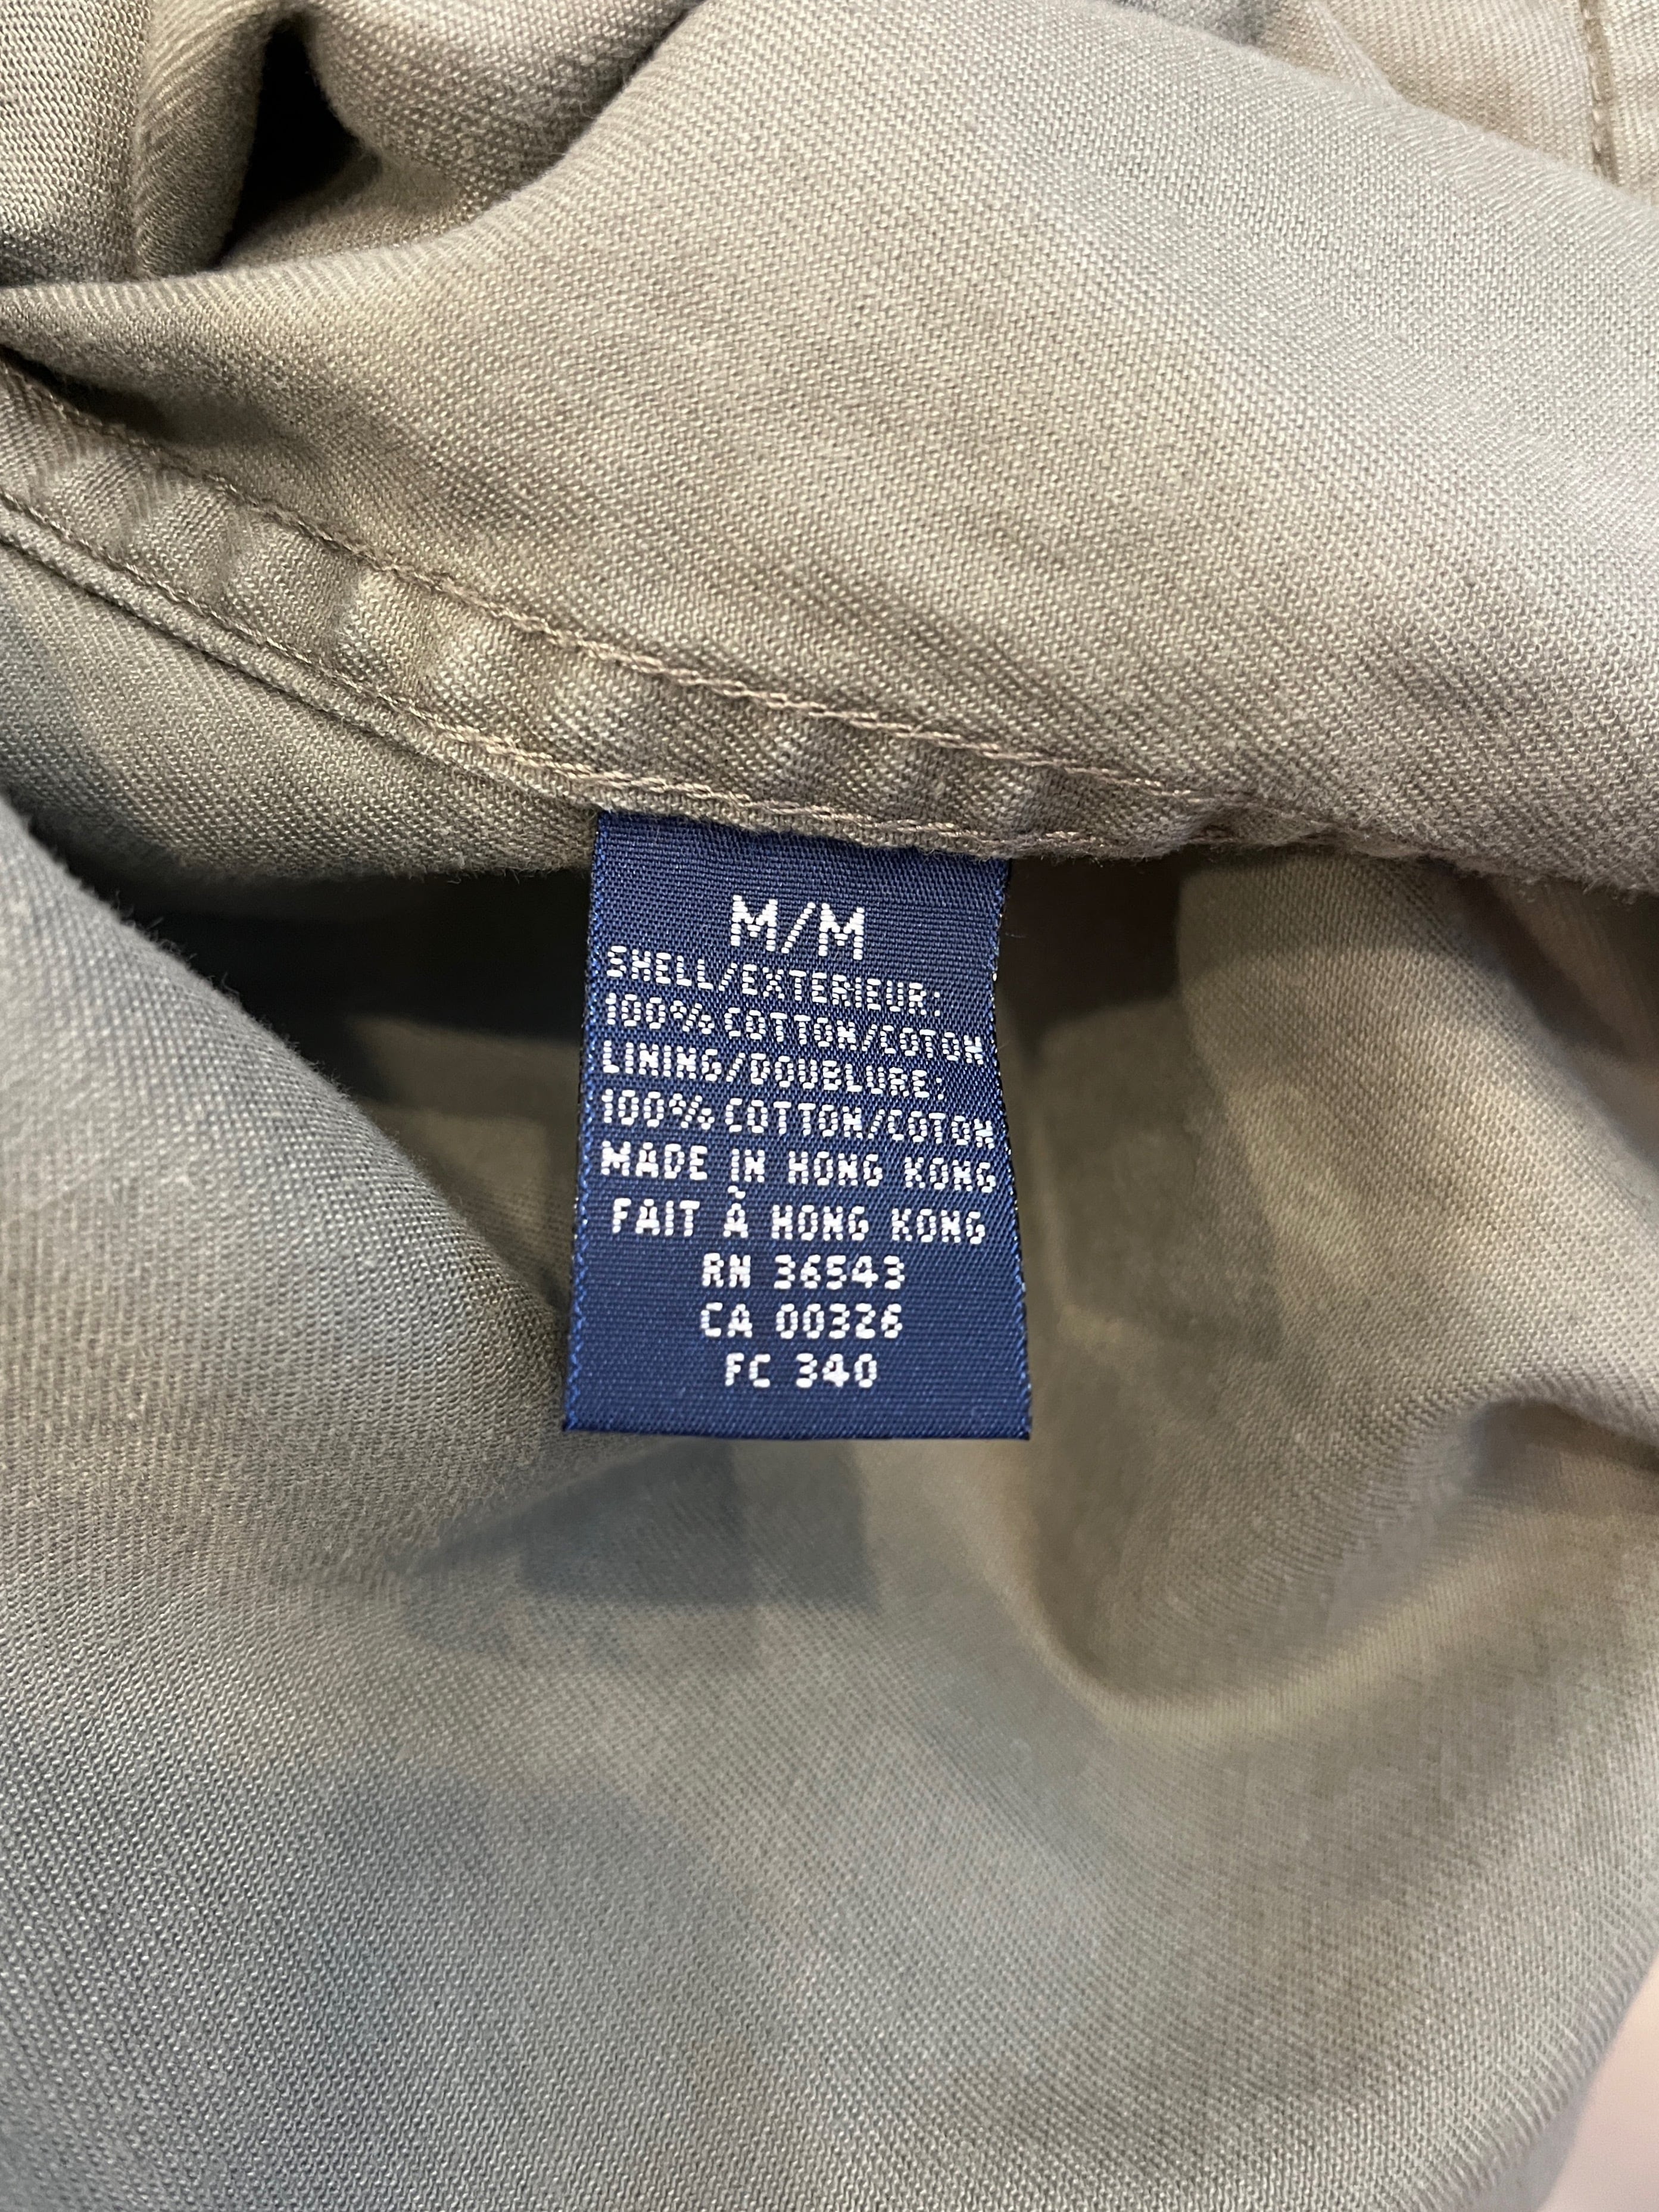 M/M
SHELL/EXTERIEUR:
100% COTTON/COTON
LINING/DOUBLURE:
100% COTTON/COTON
MADE IN HONG KONG
FAIT À HONG KONG
RN 36543
CA 00326
FC 340